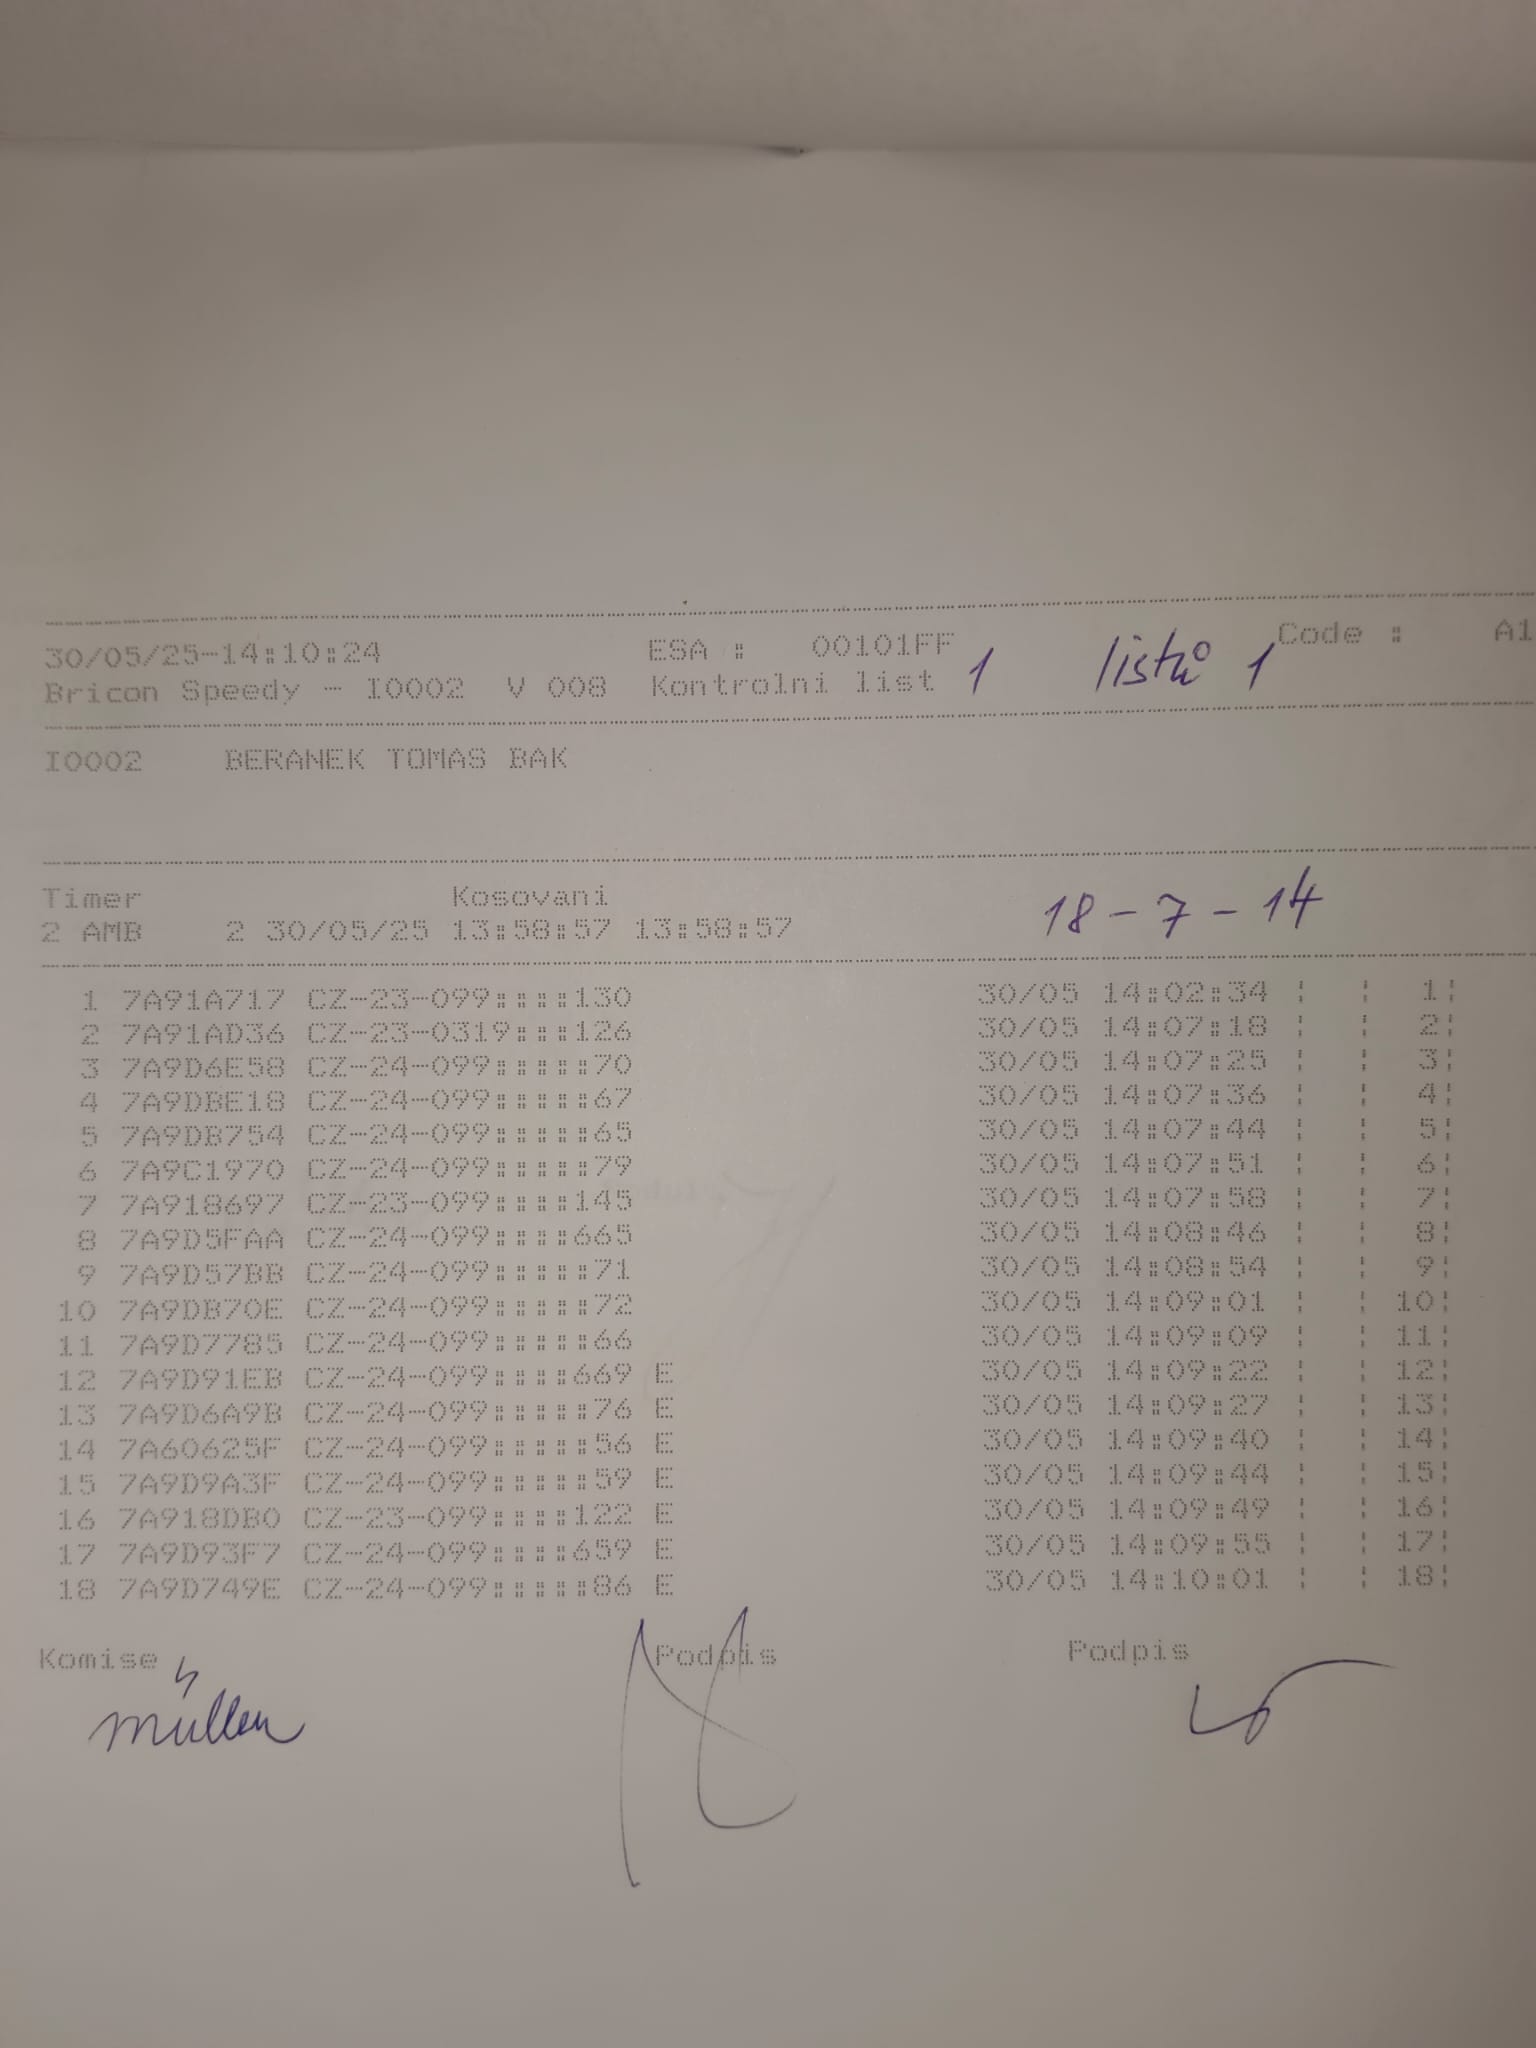 30/05/25-14:10:24 ESA : 00101FF Code : A1
Bricon Speedy - I0002 V 008 Kontrolni list 1 listů 1
I0002 BERANEK TOMAS BAK
Timer Kosovani
2 AMB 2 30/05/25 13:58:57 13:58:57 18-7-14
1 7A91A717 CZ-23-099::::130 30/05 14:02:34 ¦ ¦ 1¦
2 7A91AD36 CZ-23-0319:::126 30/05 14:07:18 ¦ ¦ 2¦
3 7A9D6E58 CZ-24-099:::::70 30/05 14:07:25 ¦ ¦ 3¦
4 7A9DBE18 CZ-24-099:::::67 30/05 14:07:36 ¦ ¦ 4¦
5 7A9DB754 CZ-24-099:::::65 30/05 14:07:44 ¦ ¦ 5¦
6 7A9C1970 CZ-24-099:::::79 30/05 14:07:51 ¦ ¦ 6¦
7 7A918697 CZ-23-099::::145 30/05 14:07:58 ¦ ¦ 7¦
8 7A9D5FAA CZ-24-099::::665 30/05 14:08:46 ¦ ¦ 8¦
9 7A9D57BB CZ-24-099:::::71 30/05 14:08:54 ¦ ¦ 9¦
10 7A9DB70E CZ-24-099:::::72 30/05 14:09:01 ¦ ¦ 10¦
11 7A9D7785 CZ-24-099:::::66 30/05 14:09:09 ¦ ¦ 11¦
12 7A9D91EB CZ-24-099::::669 E 30/05 14:09:22 ¦ ¦ 12¦
13 7A9D6A9B CZ-24-099:::::76 E 30/05 14:09:27 ¦ ¦ 13¦
14 7A60625F CZ-24-099:::::56 E 30/05 14:09:40 ¦ ¦ 14¦
15 7A9D9A3F CZ-24-099:::::59 E 30/05 14:09:44 ¦ ¦ 15¦
16 7A918DB0 CZ-23-099::::122 E 30/05 14:09:49 ¦ ¦ 16¦
17 7A9D93F7 CZ-24-099::::659 E 30/05 14:09:55 ¦ ¦ 17¦
18 7A9D749E CZ-24-099:::::86 E 30/05 14:10:01 ¦ ¦ 18¦
Komise Podpis Podpis